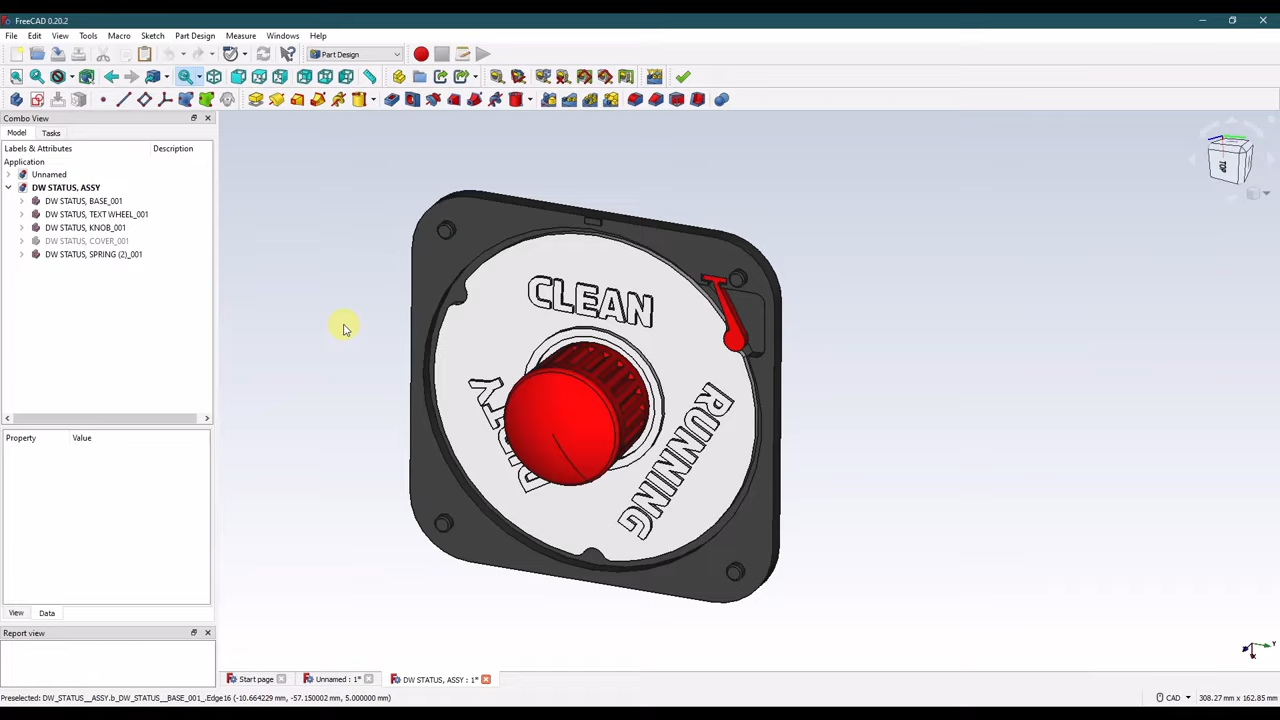 FreeCAD 0.20.2
File Edit View Tools Macro Sketch Part Design Measure Windows Help
Part Design
Combo View
Model Tasks
Labels & Attributes Description
Application
Unnamed
DW STATUS, ASSY
DW STATUS, BASE_001
DW STATUS, TEXT WHEEL_001
DW STATUS, KNOB_001
DW STATUS, COVER_001
DW STATUS, SPRING (2)_001
Property Value
View Data
Report view
TOP
CLEAN
RUNNING
DIRTY
Y
Start page Unnamed : 1* DW STATUS, ASSY : 1*
Preselected: DW_STATUS__ASSY.b_DW_STATUS__BASE_001_.Edge16 (-10.664229 mm, -57.150002 mm, 5.000000 mm)
CAD 308.27 mm x 162.85 mm